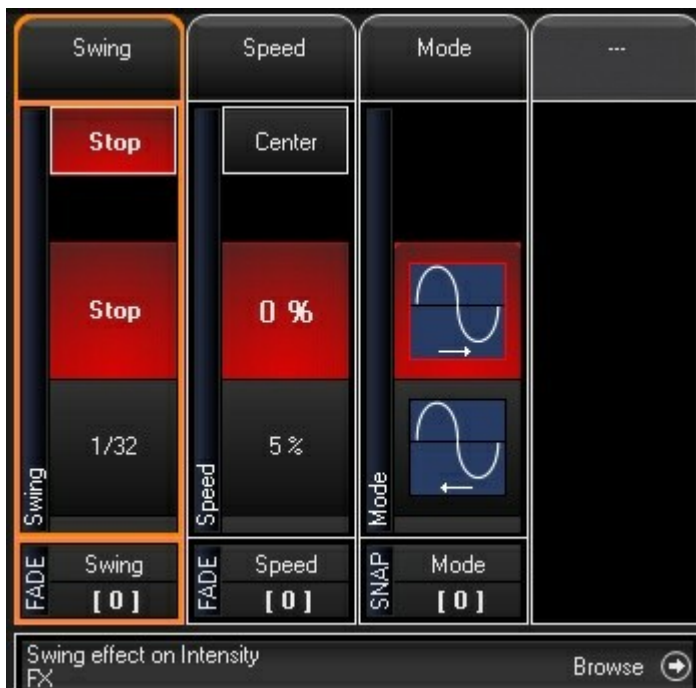 Swing Speed Mode ---
Stop Center
Stop 0 %
1/32 5 %
Swing Speed Mode
FADE Swing FADE Speed SNAP Mode
[ 0 ] [ 0 ] [ 0 ]
Swing effect on Intensity
FX Browse